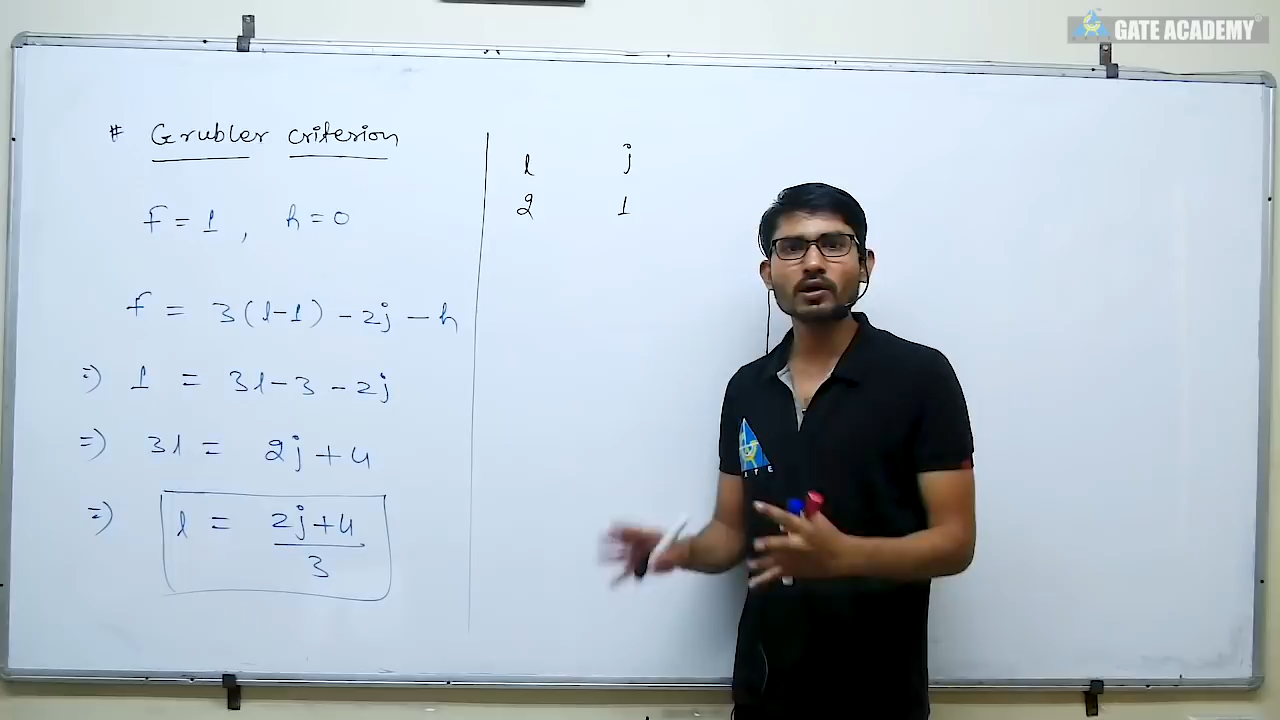 GATE ACADEMY
# Grubler criterion
f = 1 , h = 0
f = 3(l-1) - 2j - h
=) 1 = 3l - 3 - 2j
=) 3l = 2j + 4
=) l = 2j+4
3
l j
2 1
ATE